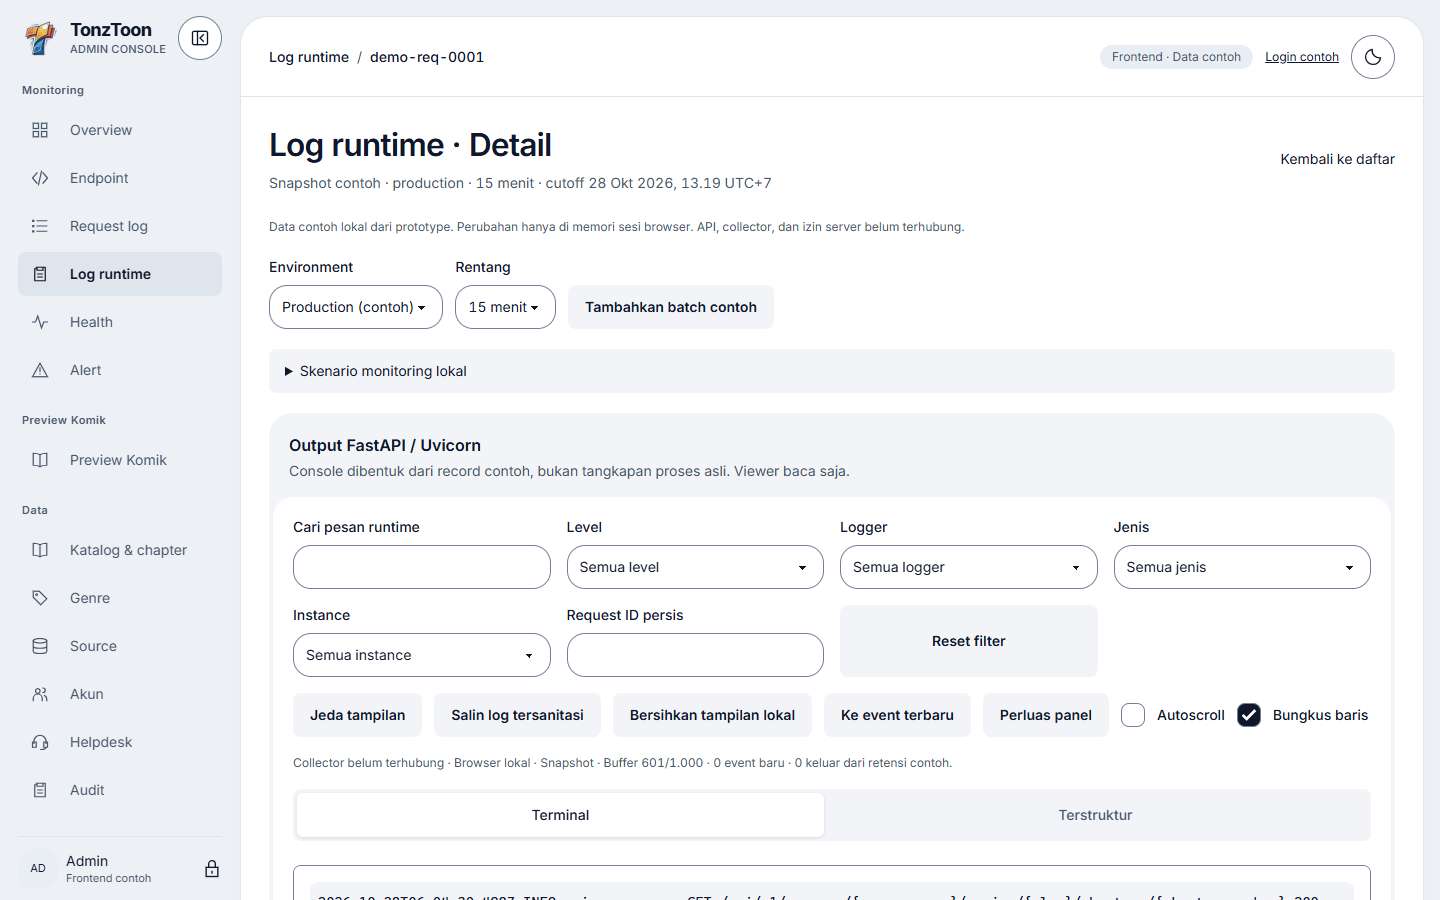 TonzToon
ADMIN CONSOLE
Monitoring
Overview
Endpoint
Request log
Log runtime
Health
Alert
Preview Komik
Preview Komik
Data
Katalog & chapter
Genre
Source
Akun
Helpdesk
Audit
AD
Admin
Frontend contoh
Log runtime / demo-req-0001
Frontend · Data contoh
Login contoh
Log runtime · Detail
Snapshot contoh · production · 15 menit · cutoff 28 Okt 2026, 13.19 UTC+7
Kembali ke daftar
Data contoh lokal dari prototype. Perubahan hanya di memori sesi browser. API, collector, dan izin server belum terhubung.
Environment
Rentang
Production (contoh)
15 menit
Tambahkan batch contoh
Skenario monitoring lokal
Output FastAPI / Uvicorn
Console dibentuk dari record contoh, bukan tangkapan proses asli. Viewer baca saja.
Cari pesan runtime
Level
Logger
Jenis
Semua level
Semua logger
Semua jenis
Instance
Request ID persis
Semua instance
Reset filter
Jeda tampilan
Salin log tersanitasi
Bersihkan tampilan lokal
Ke event terbaru
Perluas panel
Autoscroll
Bungkus baris
Collector belum terhubung · Browser lokal · Snapshot · Buffer 601/1.000 · 0 event baru · 0 keluar dari retensi contoh.
Terminal
Terstruktur